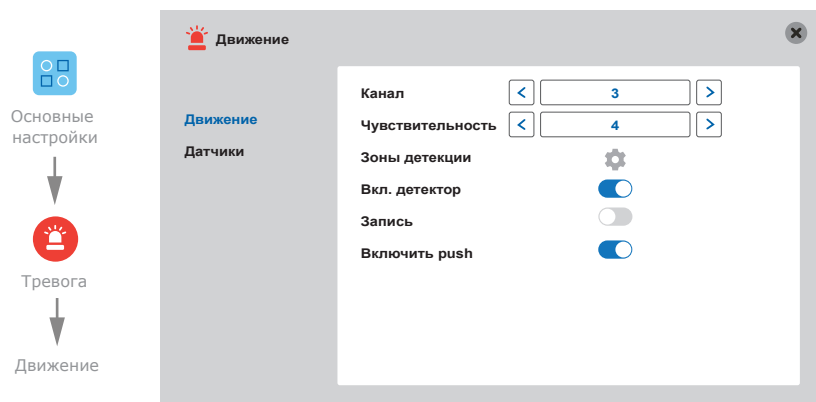 Основные
настройки
Тревога
Движение
Движение
Движение
Датчики
Канал
3
Чувствительность
4
Зоны детекции
Вкл. детектор
Запись
Включить push